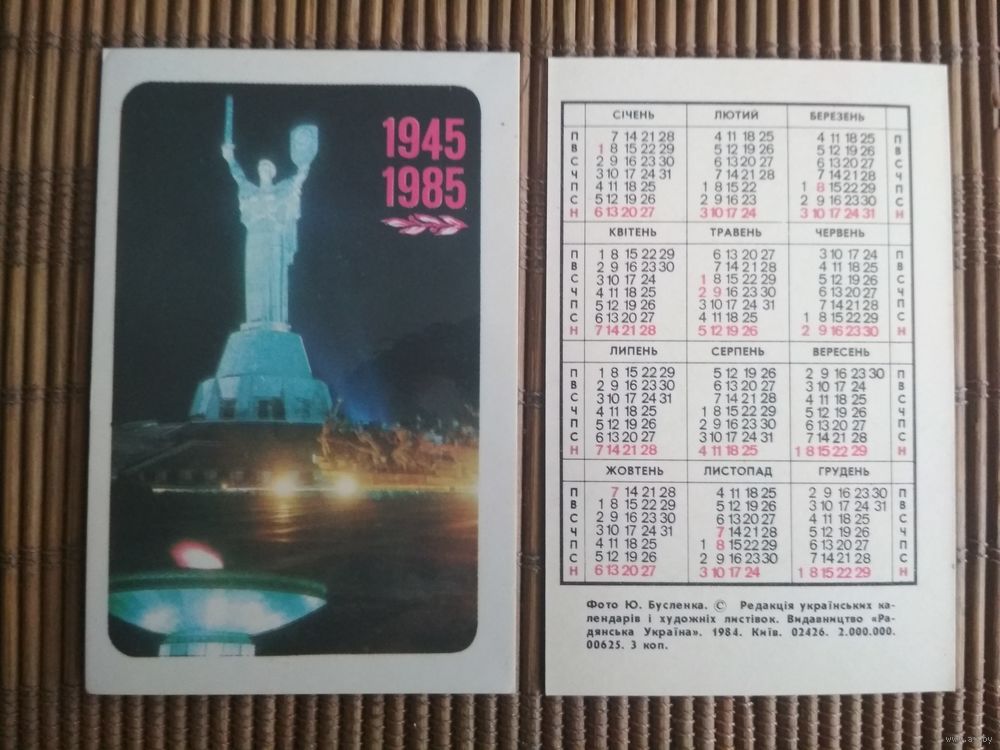 1945
1985
СІЧЕНЬ ЛЮТИЙ БЕРЕЗЕНЬ
П 7 14 21 28 4 11 18 25 4 11 18 25 П
В 1 8 15 22 29 5 12 19 26 5 12 19 26 В
С 2 9 16 23 30 6 13 20 27 6 13 20 27 С
Ч 3 10 17 24 31 7 14 21 28 7 14 21 28 Ч
П 4 11 18 25 1 8 15 22 1 8 15 22 29 П
С 5 12 19 26 2 9 16 23 2 9 16 23 30 С
Н 6 13 20 27 3 10 17 24 3 10 17 24 31 Н
КВІТЕНЬ ТРАВЕНЬ ЧЕРВЕНЬ
П 1 8 15 22 29 6 13 20 27 3 10 17 24 П
В 2 9 16 23 30 7 14 21 28 4 11 18 25 В
С 3 10 17 24 1 8 15 22 29 5 12 19 26 С
Ч 4 11 18 25 2 9 16 23 30 6 13 20 27 Ч
П 5 12 19 26 3 10 17 24 31 7 14 21 28 П
С 6 13 20 27 4 11 18 25 1 8 15 22 29 С
Н 7 14 21 28 5 12 19 26 2 9 16 23 30 Н
ЛИПЕНЬ СЕРПЕНЬ ВЕРЕСЕНЬ
П 1 8 15 22 29 5 12 19 26 2 9 16 23 30 П
В 2 9 16 23 30 6 13 20 27 3 10 17 24 В
С 3 10 17 24 31 7 14 21 28 4 11 18 25 С
Ч 4 11 18 25 1 8 15 22 29 5 12 19 26 Ч
П 5 12 19 26 2 9 16 23 30 6 13 20 27 П
С 6 13 20 27 3 10 17 24 31 7 14 21 28 С
Н 7 14 21 28 4 11 18 25 1 8 15 22 29 Н
ЖОВТЕНЬ ЛИСТОПАД ГРУДЕНЬ
П 7 14 21 28 4 11 18 25 2 9 16 23 30 П
В 1 8 15 22 29 5 12 19 26 3 10 17 24 31 В
С 2 9 16 23 30 6 13 20 27 4 11 18 25 С
Ч 3 10 17 24 31 7 14 21 28 5 12 19 26 Ч
П 4 11 18 25 1 8 15 22 29 6 13 20 27 П
С 5 12 19 26 2 9 16 23 30 7 14 21 28 С
Н 6 13 20 27 3 10 17 24 1 8 15 22 29 Н
Фото Ю. Бусленка. © Редакція українських ка-
лендарів і художніх листівок. Видавництво «Ра-
дянська Україна». 1984. Київ. 02426. 2.000.000.
00625. 3 коп.